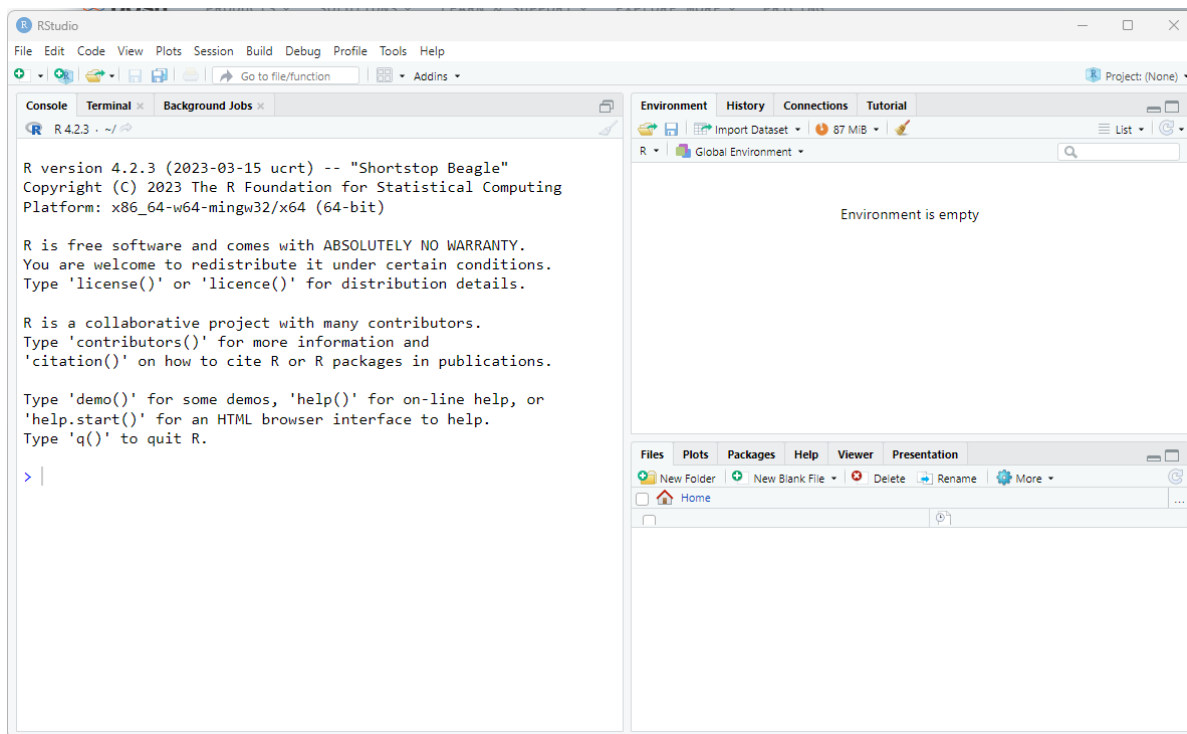 RStudio
File Edit Code View Plots Session Build Debug Profile Tools Help
Go to file/function Addins Project: (None)
Console Terminal Background Jobs
R 4.2.3 · ~/
R version 4.2.3 (2023-03-15 ucrt) -- "Shortstop Beagle"
Copyright (C) 2023 The R Foundation for Statistical Computing
Platform: x86_64-w64-mingw32/x64 (64-bit)
R is free software and comes with ABSOLUTELY NO WARRANTY.
You are welcome to redistribute it under certain conditions.
Type 'license()' or 'licence()' for distribution details.
R is a collaborative project with many contributors.
Type 'contributors()' for more information and
'citation()' on how to cite R or R packages in publications.
Type 'demo()' for some demos, 'help()' for on-line help, or
'help.start()' for an HTML browser interface to help.
Type 'q()' to quit R.
>
Environment History Connections Tutorial
Import Dataset 87 MiB List
R Global Environment
Environment is empty
Files Plots Packages Help Viewer Presentation
New Folder New Blank File Delete Rename More
Home ...